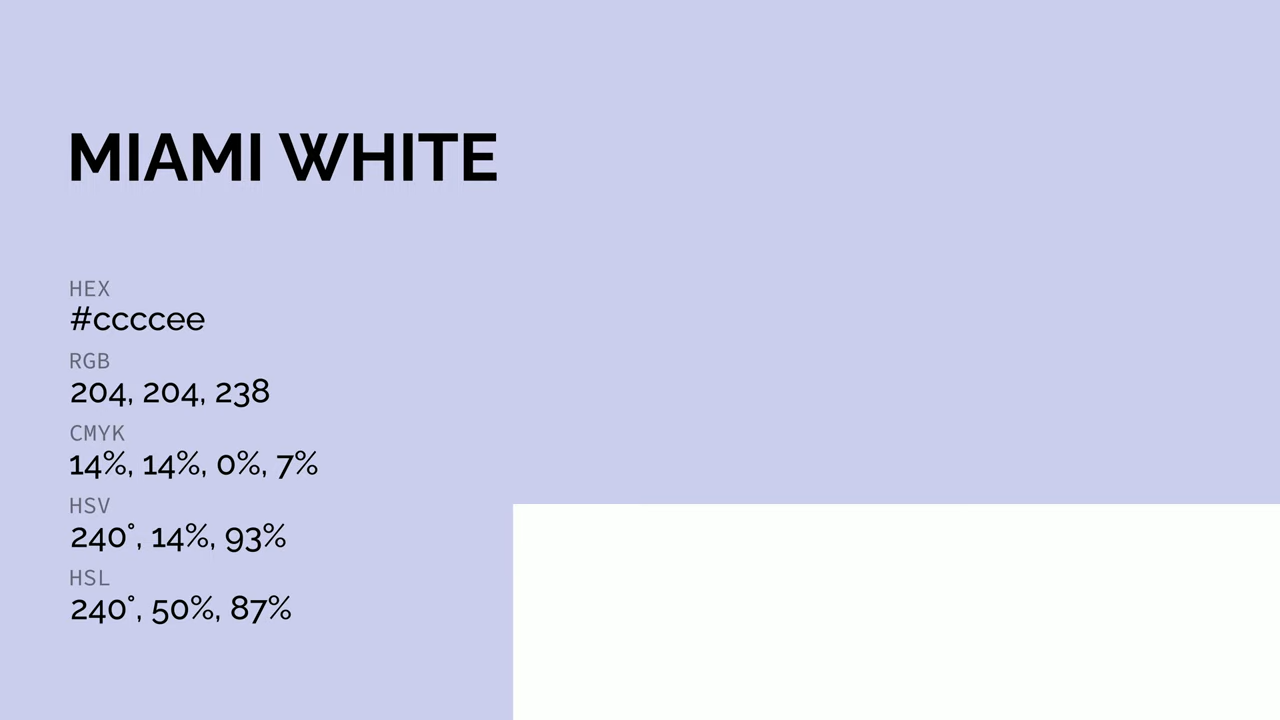 MIAMI WHITE
HEX
#ccccee
RGB
204, 204, 238
CMYK
14%, 14%, 0%, 7%
HSV
240°, 14%, 93%
HSL
240°, 50%, 87%